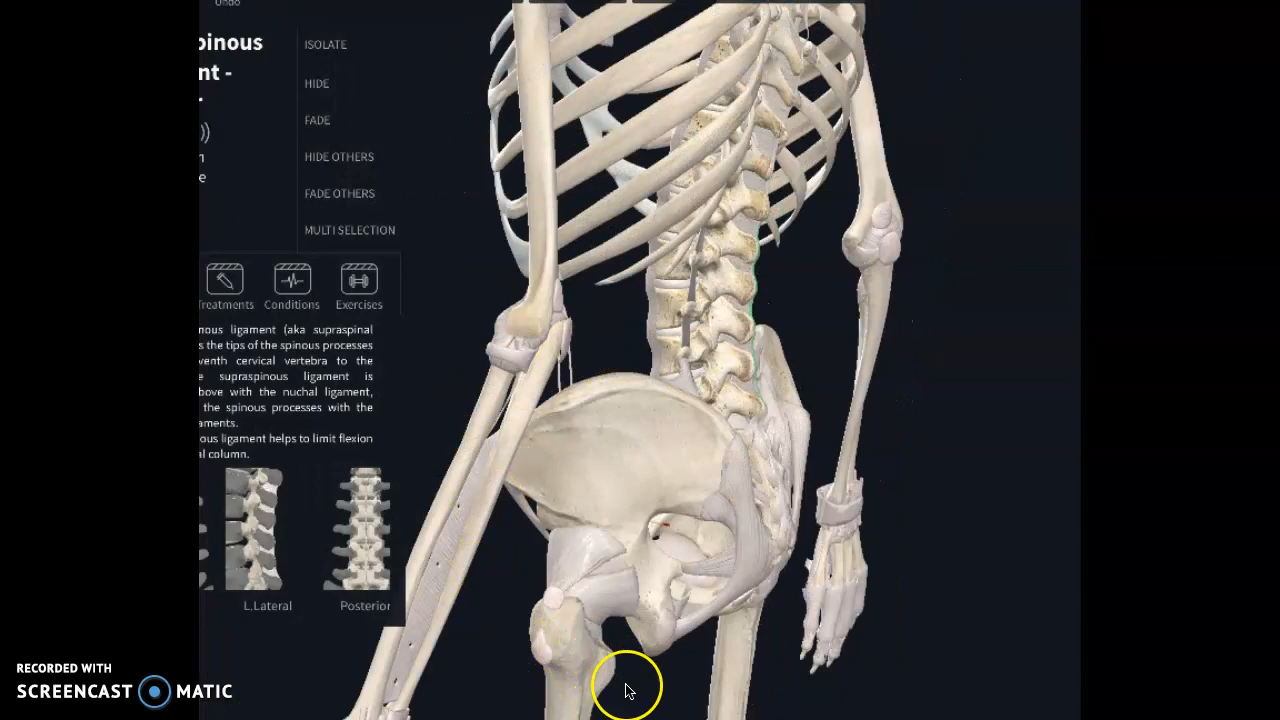 Undo
pinous
nt -
ISOLATE
HIDE
FADE
HIDE OTHERS
FADE OTHERS
MULTI SELECTION
Treatments
Conditions
Exercises
nous ligament (aka supraspinal
s the tips of the spinous processes
venth cervical vertebra to the
e supraspinous ligament is
bove with the nuchal ligament,
the spinous processes with the
aments.
ous ligament helps to limit flexion
al column.
L.Lateral
Posterior
RECORDED WITH
SCREENCAST MATIC